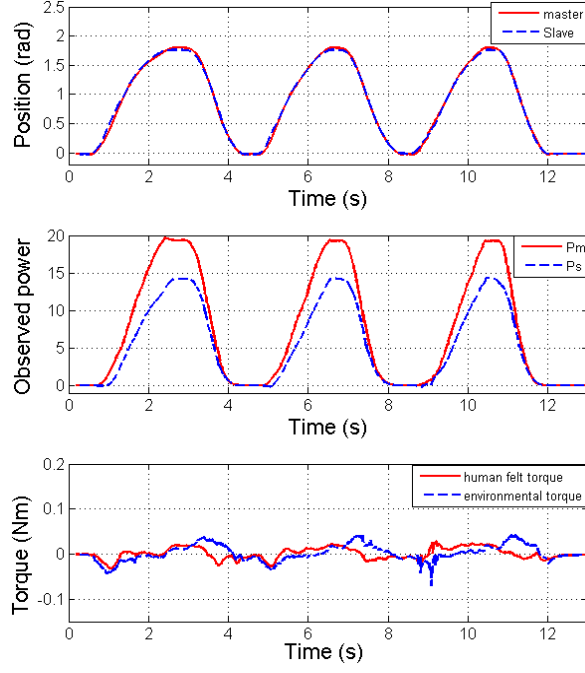 2.5
2
1.5
1
0.5
0
Position (rad)
master
Slave
0 2 4 6 8 10 12
Time (s)
20
15
10
5
0
Observed power
Pm
Ps
0 2 4 6 8 10 12
Time (s)
0.2
0.1
0
-0.1
Torque (Nm)
human felt torque
environmental torque
0 2 4 6 8 10 12
Time (s)